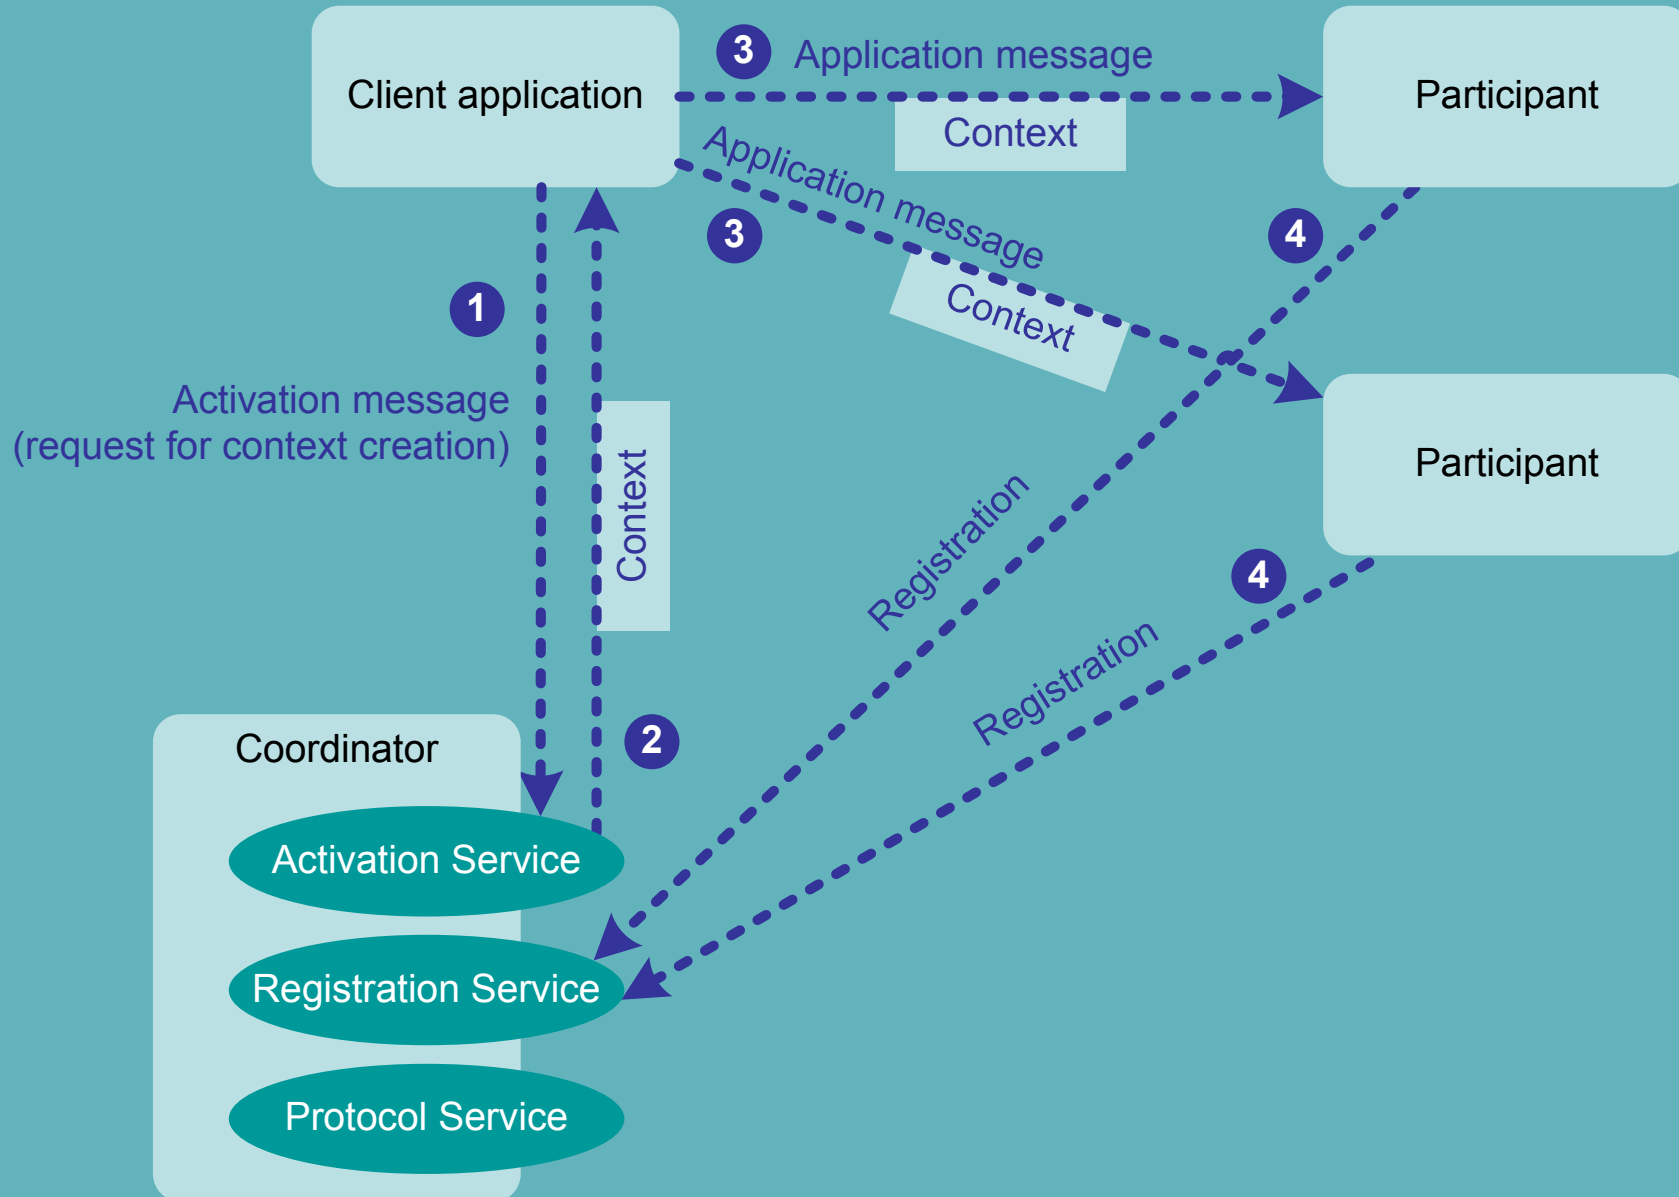 Client application
3
Application message
Context
Participant
Application message
3
Context
4
1
Activation message
(request for context creation)
Context
Participant
Registration
4
Registration
2
Coordinator
Activation Service
Registration Service
Protocol Service